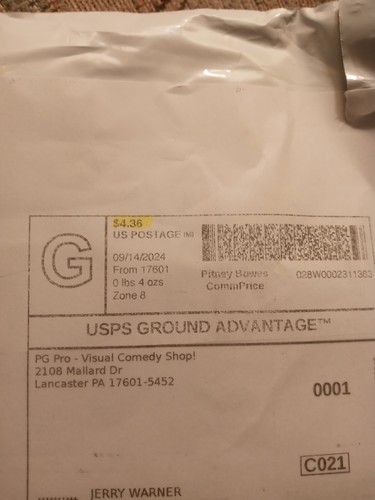 G
$4.36
US POSTAGE IMI
09/14/2024
From 17601
0 lbs 4 ozs
Zone 8
Pitney Bowes
CommPrice
028W0002311363
USPS GROUND ADVANTAGE™
PG Pro - Visual Comedy Shop!
2108 Mallard Dr
Lancaster PA 17601-5452
0001
C021
JERRY WARNER